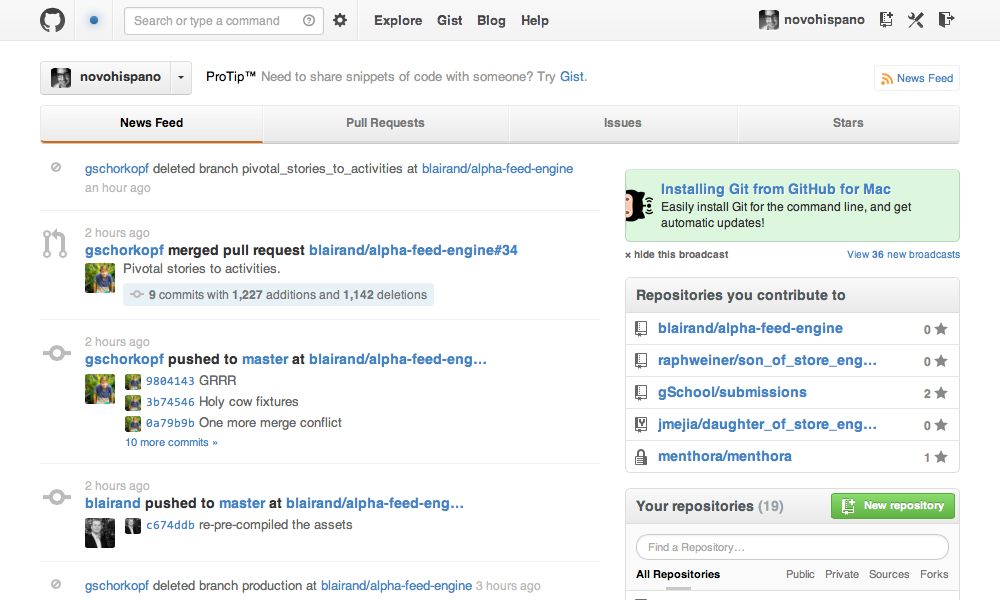 Search or type a command
Explore Gist Blog Help
novohispano
novohispano
ProTip™ Need to share snippets of code with someone? Try Gist.
News Feed
News Feed Pull Requests Issues Stars
gschorkopf deleted branch pivotal_stories_to_activities at blairand/alpha-feed-engine
an hour ago
2 hours ago
gschorkopf merged pull request blairand/alpha-feed-engine#34
Pivotal stories to activities.
9 commits with 1,227 additions and 1,142 deletions
2 hours ago
gschorkopf pushed to master at blairand/alpha-feed-eng…
9804143 GRRR
3b74546 Holy cow fixtures
0a79b9b One more merge conflict
10 more commits »
2 hours ago
blairand pushed to master at blairand/alpha-feed-eng…
c674ddb re-pre-compiled the assets
gschorkopf deleted branch production at blairand/alpha-feed-engine 3 hours ago
Installing Git from GitHub for Mac
Easily install Git for the command line, and get
automatic updates!
× hide this broadcast View 36 new broadcasts
Repositories you contribute to
blairand/alpha-feed-engine 0
raphweiner/son_of_store_eng… 0
gSchool/submissions 2
jmejia/daughter_of_store_eng… 0
menthora/menthora 1
Your repositories (19) New repository
Find a Repository…
All Repositories Public Private Sources Forks